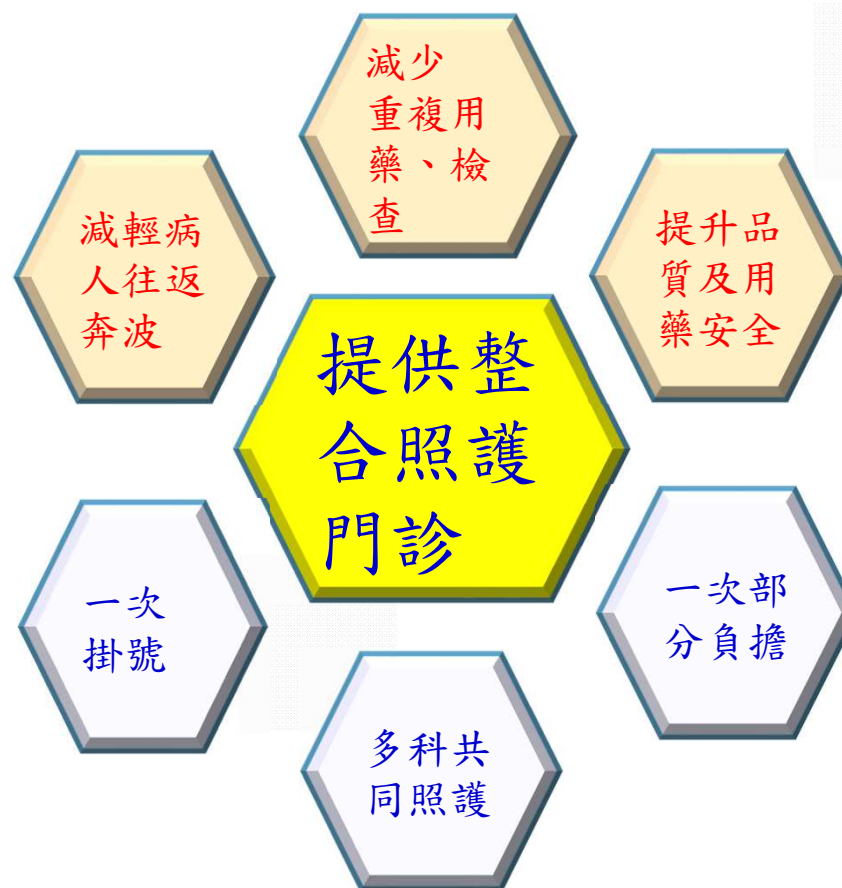 減少
重複用
藥、檢
查
減輕病
人往返
奔波
提升品
質及用
藥安全
提供整
合照護
門診
一次
掛號
一次部
分負擔
多科共
同照護